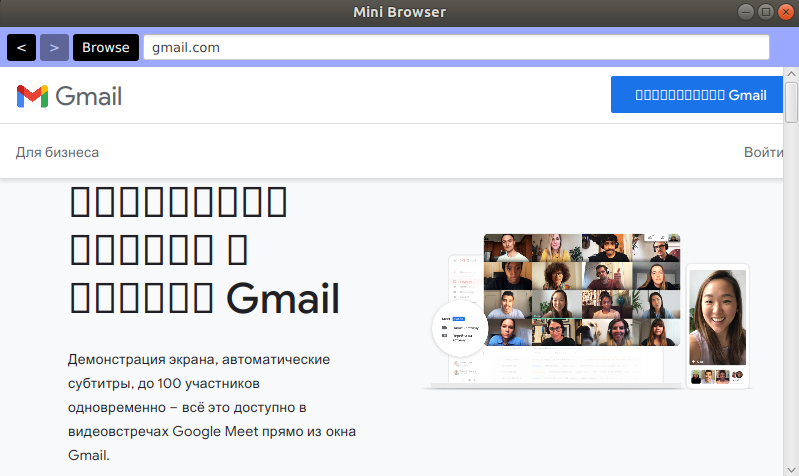 Mini Browser
< > Browse gmail.com
Gmail
Gmail
Для бизнеса
Войти
Gmail
Демонстрация экрана, автоматические
субтитры, до 100 участников
одновременно – всё это доступно в
видеовстречах Google Meet прямо из окна
Gmail.